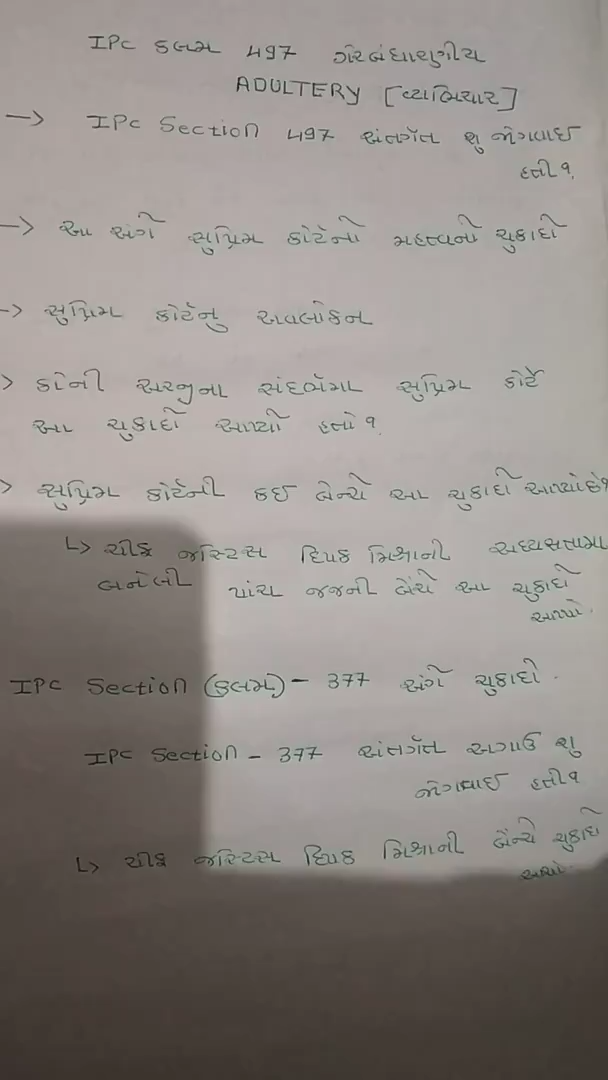 IPC કલમ 497 ગેરબંધારણીય
ADULTERY [વ્યભિચાર]
→ IPC Section 497 અંતર્ગત શુ જોગવાઈ
હતી ?
→ આ અંગે સુપ્રિમ કોર્ટનો મહત્વનો ચુકાદો
→ સુપ્રિમ કોર્ટનુ અવલોકન
> કોની અરજીના સંદર્ભમા સુપ્રિમ કોર્ટે
આ ચુકાદો આપ્યો હતો ?
> સુપ્રિમ કોર્ટની કઈ બેન્ચે આ ચુકાદો આપ્યો છે?
↳ ચીફ જસ્ટિસ દિપક મિશ્રાની અધ્યક્ષતામા
બનેલી પાંચ જજની બેંચે આ ચુકાદો
આપ્યો.
IPC Section (કલમ) - 377 અંગે ચુકાદો.
IPC Section - 377 અંતર્ગત અગાઉ શુ
જોગવાઈ હતી ?
↳ ચીફ જસ્ટિસ દિપક મિશ્રાની બેંન્ચે ચુકાદો
આપ્યો.